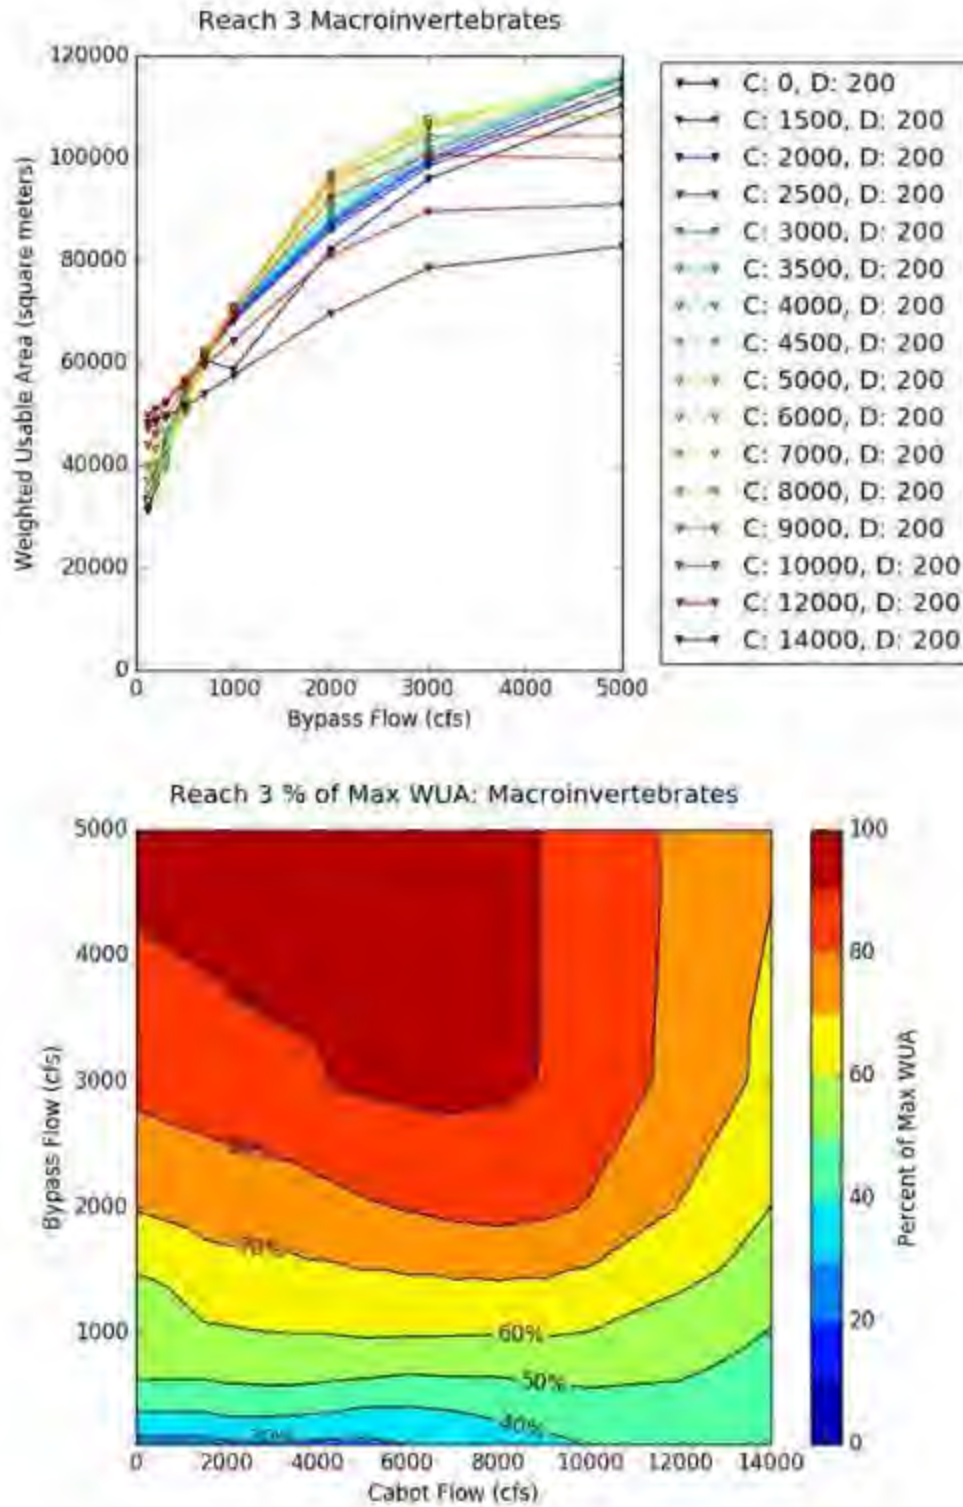 Reach 3 Macroinvertebrates
Weighted Usable Area (square meters)
120000
100000
80000
60000
40000
20000
0
0 1000 2000 3000 4000 5000
Bypass Flow (cfs)
C: 0, D: 200
C: 1500, D: 200
C: 2000, D: 200
C: 2500, D: 200
C: 3000, D: 200
C: 3500, D: 200
C: 4000, D: 200
C: 4500, D: 200
C: 5000, D: 200
C: 6000, D: 200
C: 7000, D: 200
C: 8000, D: 200
C: 9000, D: 200
C: 10000, D: 200
C: 12000, D: 200
C: 14000, D: 200
Reach 3 % of Max WUA: Macroinvertebrates
Bypass Flow (cfs)
5000
4000
3000
2000
1000
70%
60%
50%
40%
0 2000 4000 6000 8000 10000 12000 14000
Cabot Flow (cfs)
100
80
60
40
20
0
Percent of Max WUA